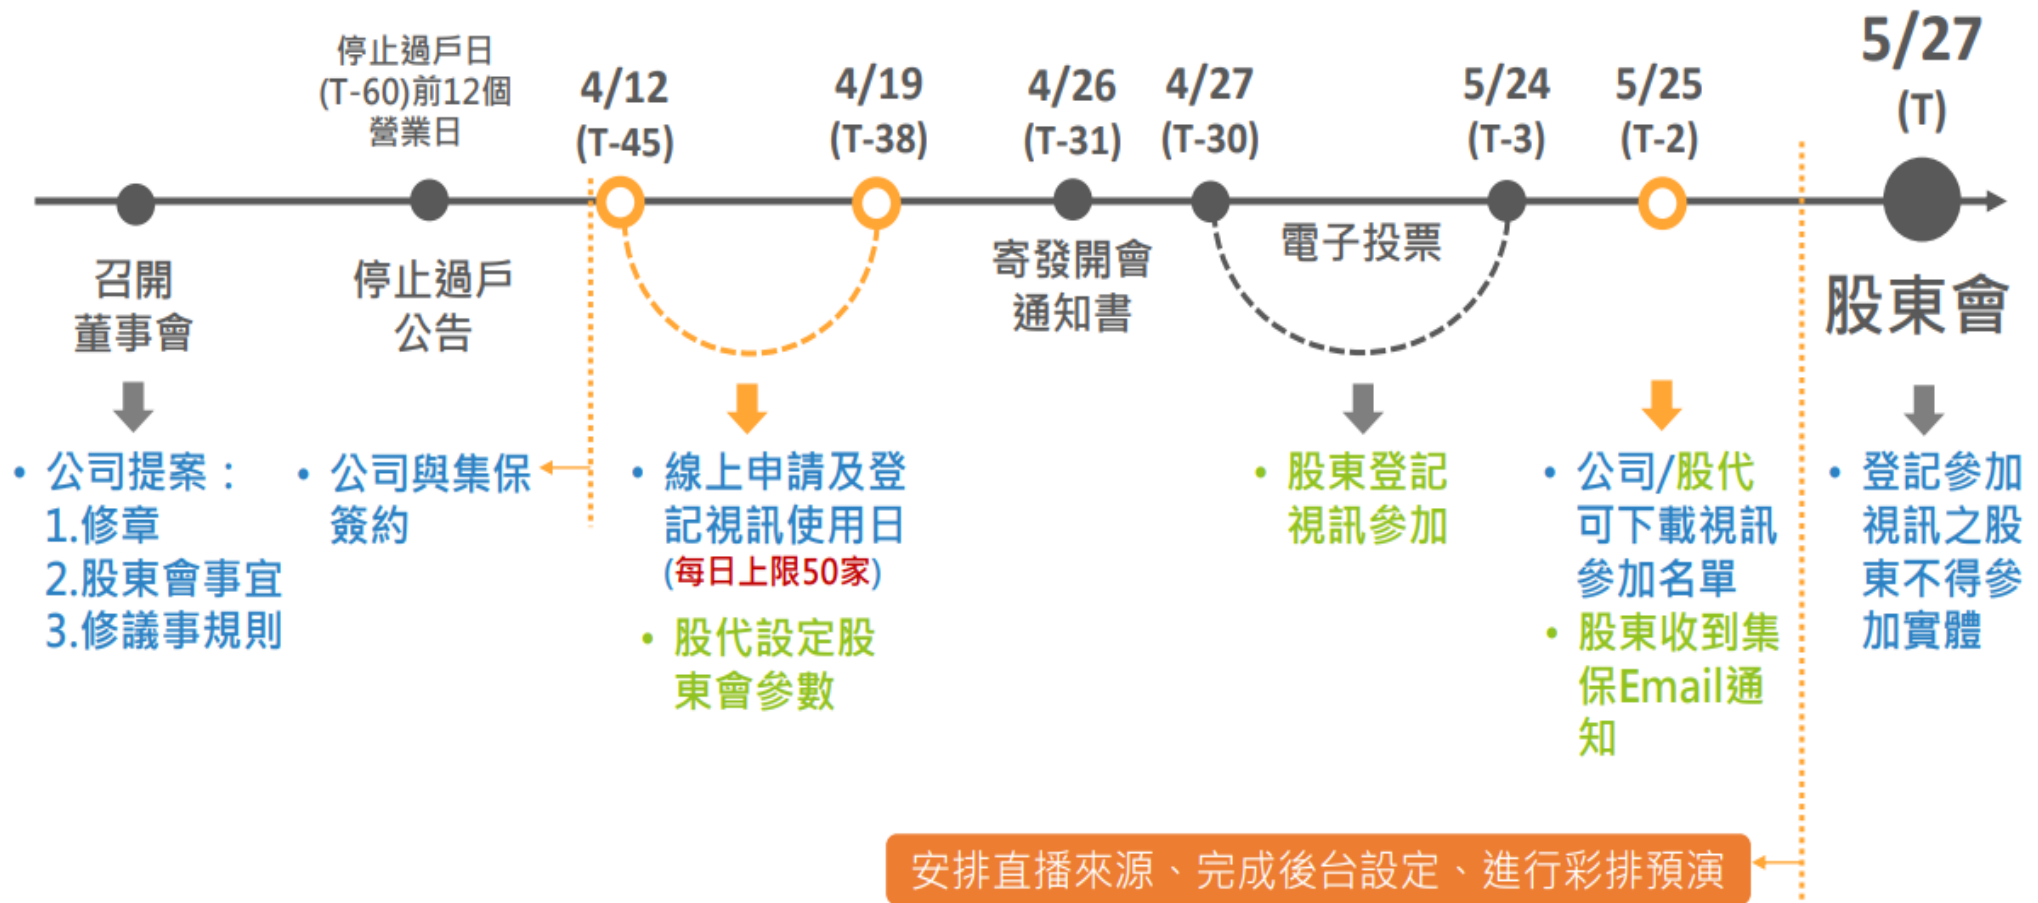 停止過戶日
(T-60)前12個
營業日
4/12
(T-45)
4/19
(T-38)
4/26
(T-31)
4/27
(T-30)
5/24
(T-3)
5/25
(T-2)
5/27
(T)
召開
董事會
停止過戶
公告
寄發開會
通知書
電子投票
股東會
• 公司提案：
1.修章
2.股東會事宜
3.修議事規則
• 公司與集保
簽約
• 線上申請及登
記視訊使用日
(每日上限50家)
• 股代設定股
東會參數
• 股東登記
視訊參加
• 公司/股代
可下載視訊
參加名單
• 股東收到集
保Email通
知
• 登記參加
視訊之股
東不得參
加實體
安排直播來源、完成後台設定、進行彩排預演